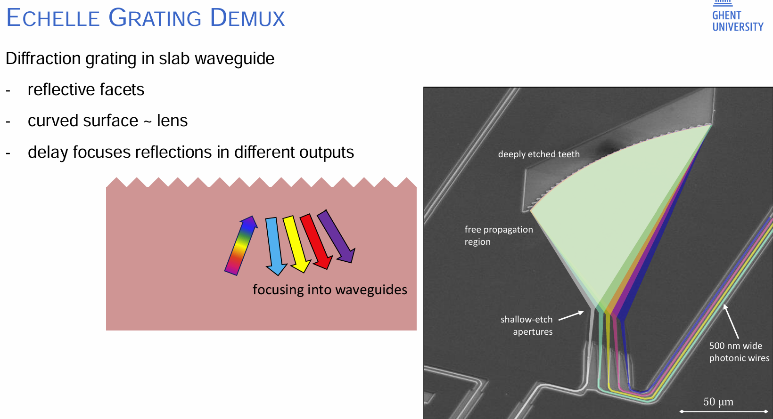 ECHELLE GRATING DEMUX
GHENT
UNIVERSITY
Diffraction grating in slab waveguide
- reflective facets
- curved surface ~ lens
- delay focuses reflections in different outputs
focusing into waveguides
deeply etched teeth
free propagation
region
shallow-etch
apertures
500 nm wide
photonic wires
50 μm